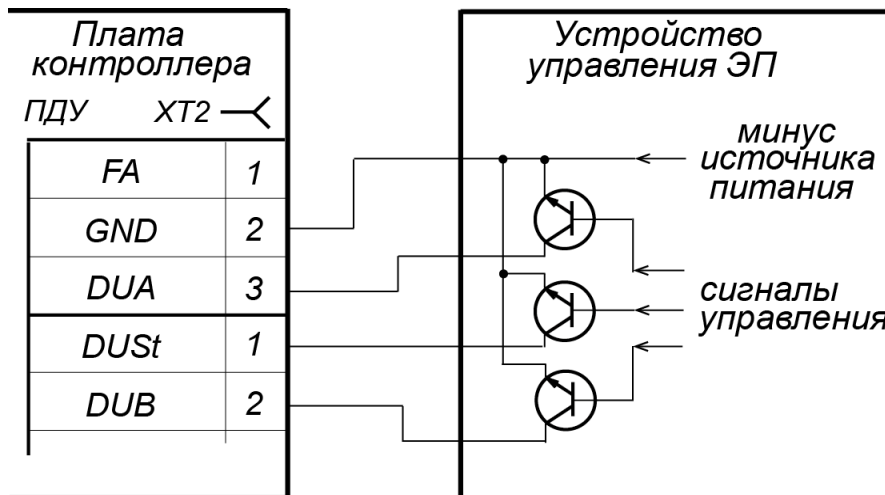 Плата
контроллера
ПДУ XT2
FA 1
GND 2
DUA 3
DUSt 1
DUB 2
Устройство
управления ЭП
минус
источника
питания
сигналы
управления